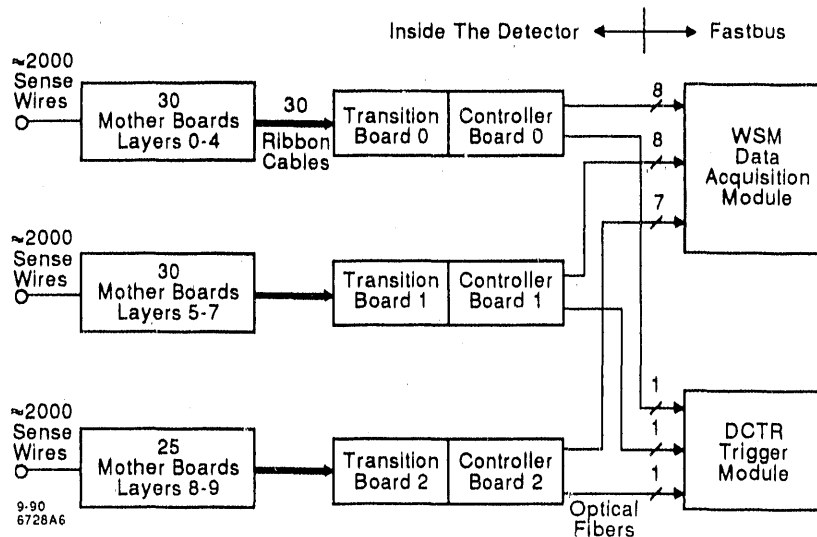 Inside The Detector
Fastbus
≈2000
Sense
Wires
30
Mother Boards
Layers 0-4
30
Ribbon
Cables
Transition
Board 0
Controller
Board 0
8
8
7
WSM
Data
Acquisition
Module
≈2000
Sense
Wires
30
Mother Boards
Layers 5-7
Transition
Board 1
Controller
Board 1
≈2000
Sense
Wires
25
Mother Boards
Layers 8-9
Transition
Board 2
Controller
Board 2
Optical
Fibers
1
1
1
DCTR
Trigger
Module
9-90
6728A6